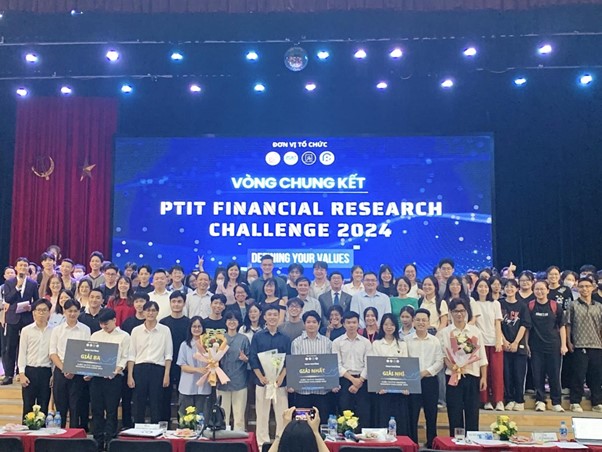 ĐƠN VỊ TỔ CHỨC
VÒNG CHUNG KẾT
PTIT FINANCIAL RESEARCH
CHALLENGE 2024
YOUR VALUES
GIẢI BA
GIẢI NHẤT
GIẢI NHÌ